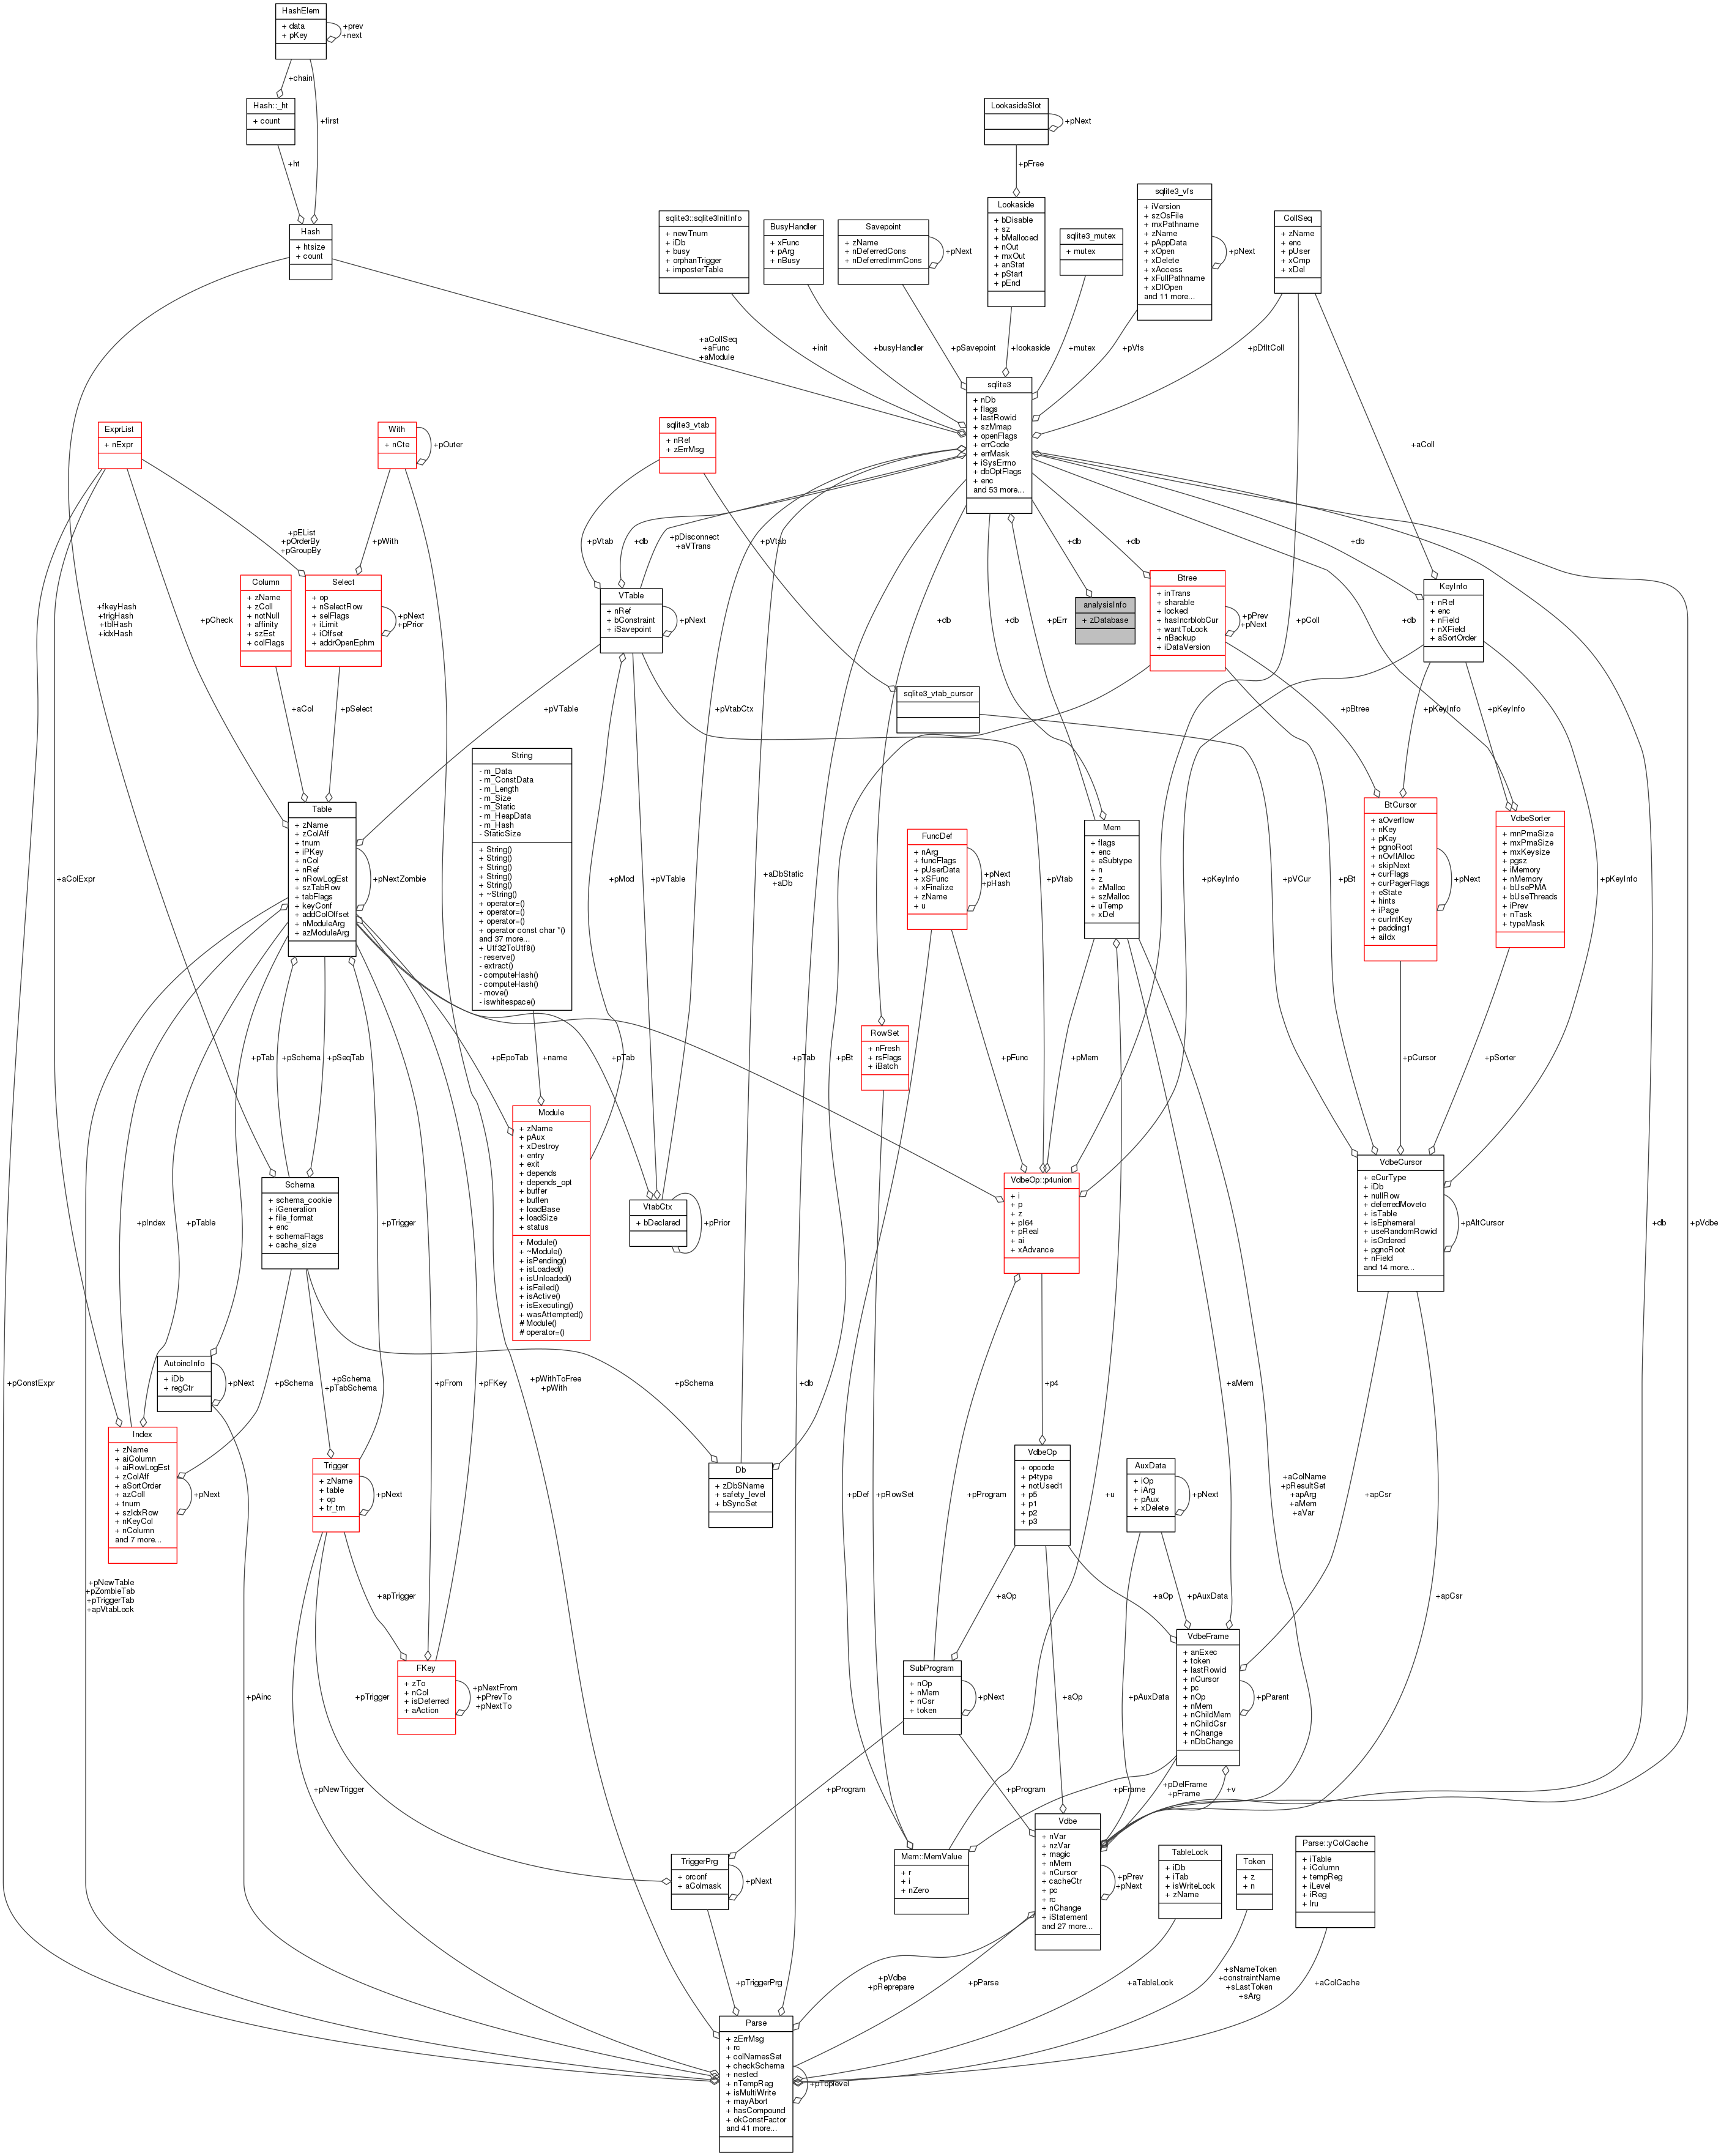 HashElem
+ data
+ pKey
+prev
+next
+chain
Hash::_ht
+ count
+first
+ht
Hash
+ htsize
+ count
LookasideSlot
+pNext
+pFree
sqlite3::sqlite3InitInfo
+ newTnum
+ iDb
+ busy
+ orphanTrigger
+ imposterTable
BusyHandler
+ xFunc
+ pArg
+ nBusy
Savepoint
+ zName
+ nDeferredCons
+ nDeferredImmCons
+pNext
Lookaside
+ bDisable
+ sz
+ bMalloced
+ nOut
+ mxOut
+ anStat
+ pStart
+ pEnd
sqlite3_mutex
+ mutex
sqlite3_vfs
+ iVersion
+ szOsFile
+ mxPathname
+ zName
+ pAppData
+ xOpen
+ xDelete
+ xAccess
+ xFullPathname
+ xDlOpen
and 11 more...
+pNext
CollSeq
+ zName
+ enc
+ pUser
+ xCmp
+ xDel
+aCollSeq
+aFunc
+aModule
+init
+busyHandler
+pSavepoint
+lookaside
+mutex
+pVfs
+pDfltColl
sqlite3
+ nDb
+ flags
+ lastRowid
+ szMmap
+ openFlags
+ errCode
+ errMask
+ iSysErrno
+ dbOptFlags
+ enc
and 53 more...
ExprList
+ nExpr
With
+ nCte
+pOuter
sqlite3_vtab
+ nRef
+ zErrMsg
+aColl
+pEList
+pOrderBy
+pGroupBy
+pWith
+pVtab
+db
+pDisconnect
+aVTrans
+pVtab
+db
+pErr
+db
+db
+db
+db
+pColl
+db
Column
+ zName
+ zColl
+ notNull
+ affinity
+ szEst
+ colFlags
Select
+ op
+ nSelectRow
+ selFlags
+ iLimit
+ iOffset
+ addrOpenEphm
+pNext
+pPrior
VTable
+ nRef
+ bConstraint
+ iSavepoint
+pNext
analysisInfo
+ zDatabase
Btree
+ inTrans
+ sharable
+ locked
+ hasIncrblobCur
+ wantToLock
+ nBackup
+ iDataVersion
+pPrev
+pNext
KeyInfo
+ nRef
+ enc
+ nField
+ nXField
+ aSortOrder
+fkeyHash
+trigHash
+tblHash
+idxHash
+pCheck
+aCol
+pSelect
+pVTable
+pVtabCtx
sqlite3_vtab_cursor
+pBtree
+pKeyInfo
+pKeyInfo
String
- m_Data
- m_ConstData
- m_Length
- m_Size
- m_Static
- m_HeapData
- m_Hash
- StaticSize
+ String()
+ String()
+ String()
+ String()
+ String()
+ ~String()
+ operator=()
+ operator=()
+ operator=()
+ operator const char *()
and 37 more...
+ Utf32ToUtf8()
- reserve()
- extract()
- computeHash()
- computeHash()
- move()
- iswhitespace()
Table
+ zName
+ zColAff
+ tnum
+ iPKey
+ nCol
+ nRef
+ nRowLogEst
+ szTabRow
+ tabFlags
+ keyConf
+ addColOffset
+ nModuleArg
+ azModuleArg
+pNextZombie
FuncDef
+ nArg
+ funcFlags
+ pUserData
+ xSFunc
+ xFinalize
+ zName
+ u
+pNext
+pHash
Mem
+ flags
+ enc
+ eSubtype
+ n
+ z
+ zMalloc
+ szMalloc
+ uTemp
+ xDel
BtCursor
+ aOverflow
+ nKey
+ pKey
+ pgnoRoot
+ nOvflAlloc
+ skipNext
+ curFlags
+ curPagerFlags
+ eState
+ hints
+ iPage
+ curIntKey
+ padding1
+ aiIdx
+pNext
VdbeSorter
+ mnPmaSize
+ mxPmaSize
+ mxKeysize
+ pgsz
+ iMemory
+ nMemory
+ bUsePMA
+ bUseThreads
+ iPrev
+ nTask
+ typeMask
+aColExpr
+pMod
+pVTable
+aDbStatic
+aDb
+pVtab
+pKeyInfo
+pVCur
+pBt
+pKeyInfo
+pTab
+pSchema
+pSeqTab
+pEpoTab
+name
+pTab
+pTab
+pBt
RowSet
+ nFresh
+ rsFlags
+ iBatch
+pFunc
+pMem
+pCursor
+pSorter
Module
+ zName
+ pAux
+ xDestroy
+ entry
+ exit
+ depends
+ depends_opt
+ buffer
+ buflen
+ loadBase
+ loadSize
+ status
+ Module()
+ ~Module()
+ isPending()
+ isLoaded()
+ isUnloaded()
+ isFailed()
+ isActive()
+ isExecuting()
+ wasAttempted()
# Module()
# operator=()
Schema
+ schema_cookie
+ iGeneration
+ file_format
+ enc
+ schemaFlags
+ cache_size
+pIndex
+pTable
+pTrigger
VtabCtx
+ bDeclared
+pPrior
VdbeOp::p4union
+ i
+ p
+ z
+ pI64
+ pReal
+ ai
+ xAdvance
VdbeCursor
+ eCurType
+ iDb
+ nullRow
+ deferredMoveto
+ isTable
+ isEphemeral
+ useRandomRowid
+ isOrdered
+ pgnoRoot
+ nField
and 14 more...
+pAltCursor
+db
+pVdbe
+pConstExpr
AutoincInfo
+ iDb
+ regCtr
+pNext
+pSchema
+pSchema
+pTabSchema
+pFrom
+pFKey
+pWithToFree
+pWith
+pSchema
+db
+p4
+aMem
Index
+ zName
+ aiColumn
+ aiRowLogEst
+ zColAff
+ aSortOrder
+ azColl
+ tnum
+ szIdxRow
+ nKeyCol
+ nColumn
and 7 more...
+pNext
Trigger
+ zName
+ table
+ op
+ tr_tm
+pNext
Db
+ zDbSName
+ safety_level
+ bSyncSet
+pDef
+pRowSet
+pProgram
VdbeOp
+ opcode
+ p4type
+ notUsed1
+ p5
+ p1
+ p2
+ p3
+u
AuxData
+ iOp
+ iArg
+ pAux
+ xDelete
+pNext
+aColName
+pResultSet
+apArg
+aMem
+aVar
+apCsr
+pNewTable
+pZombieTab
+pTriggerTab
+apVtabLock
+apTrigger
+aOp
+aOp
+pAuxData
+apCsr
FKey
+ zTo
+ nCol
+ isDeferred
+ aAction
+pNextFrom
+pPrevTo
+pNextTo
SubProgram
+ nOp
+ nMem
+ nCsr
+ token
+pNext
VdbeFrame
+ anExec
+ token
+ lastRowid
+ nCursor
+ pc
+ nOp
+ nMem
+ nChildMem
+ nChildCsr
+ nChange
+ nDbChange
+pParent
+pAinc
+pTrigger
+aOp
+pAuxData
+pNewTrigger
+pProgram
+pProgram
+pFrame
+pDelFrame
+pFrame
+v
TriggerPrg
+ orconf
+ aColmask
+pNext
Mem::MemValue
+ r
+ i
+ nZero
Vdbe
+ nVar
+ nzVar
+ magic
+ nMem
+ nCursor
+ cacheCtr
+ pc
+ rc
+ nChange
+ iStatement
and 27 more...
+pPrev
+pNext
TableLock
+ iDb
+ iTab
+ isWriteLock
+ zName
Token
+ z
+ n
Parse::yColCache
+ iTable
+ iColumn
+ tempReg
+ iLevel
+ iReg
+ lru
+pTriggerPrg
+pVdbe
+pReprepare
+pParse
+aTableLock
+sNameToken
+constraintName
+sLastToken
+sArg
+aColCache
Parse
+ zErrMsg
+ rc
+ colNamesSet
+ checkSchema
+ nested
+ nTempReg
+ isMultiWrite
+ mayAbort
+ hasCompound
+ okConstFactor
and 41 more...
+pToplevel